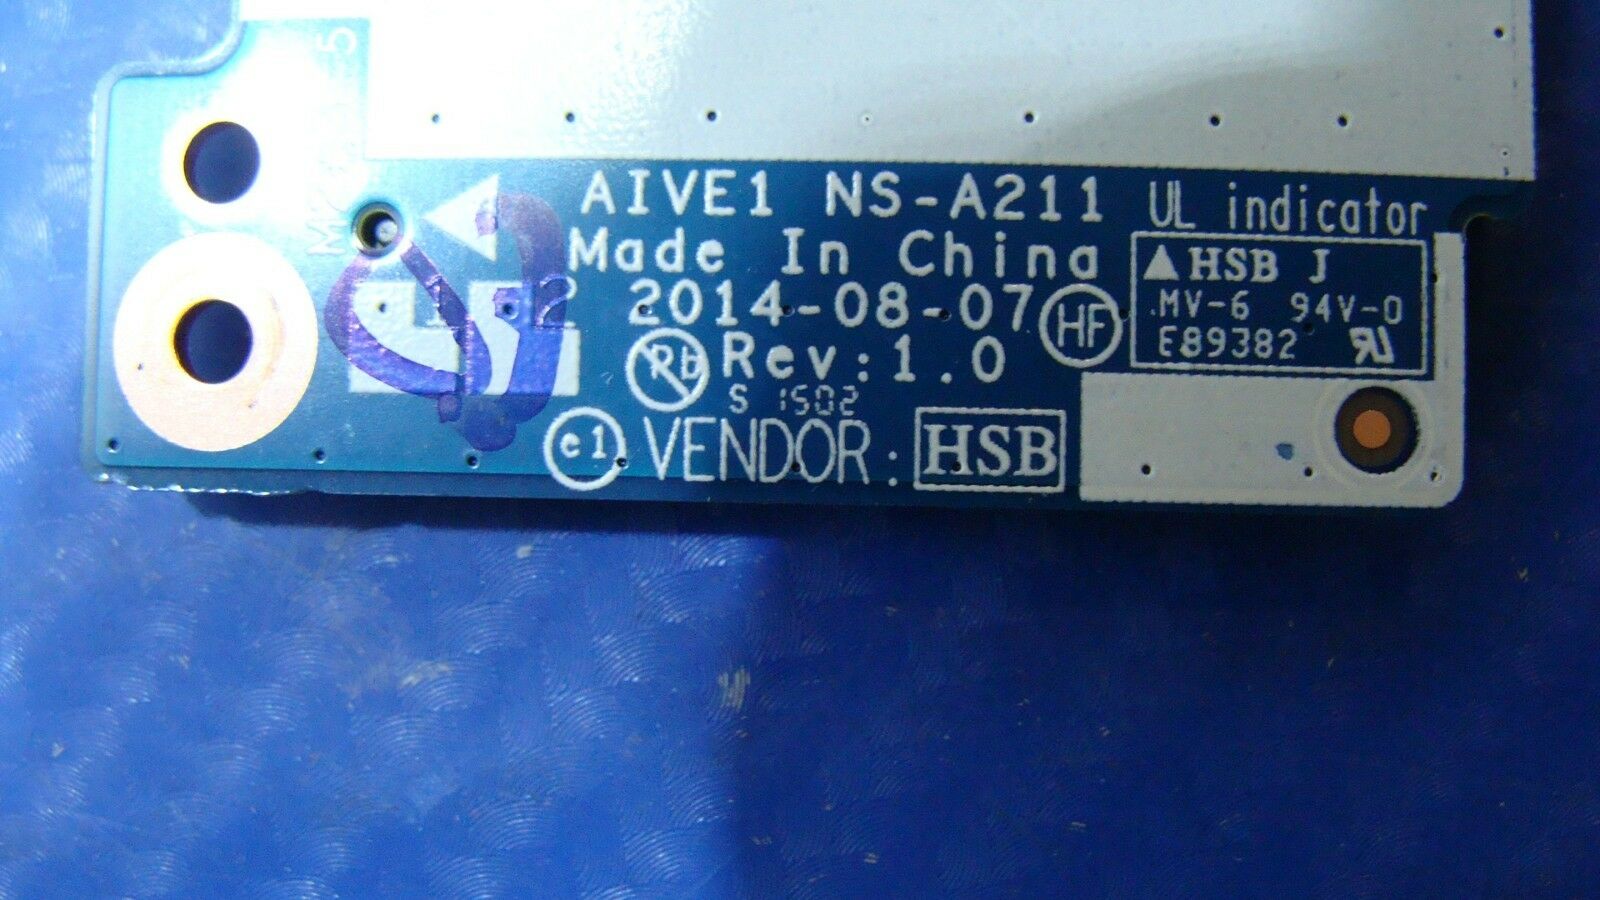 AIVE1 NS-A211
Made In China
2014-08-07
Rev:1.0
S 1502
e1 VENDOR: HSB
HF
UL indicator
▲ HSB J
MV-6 94V-0
E89382